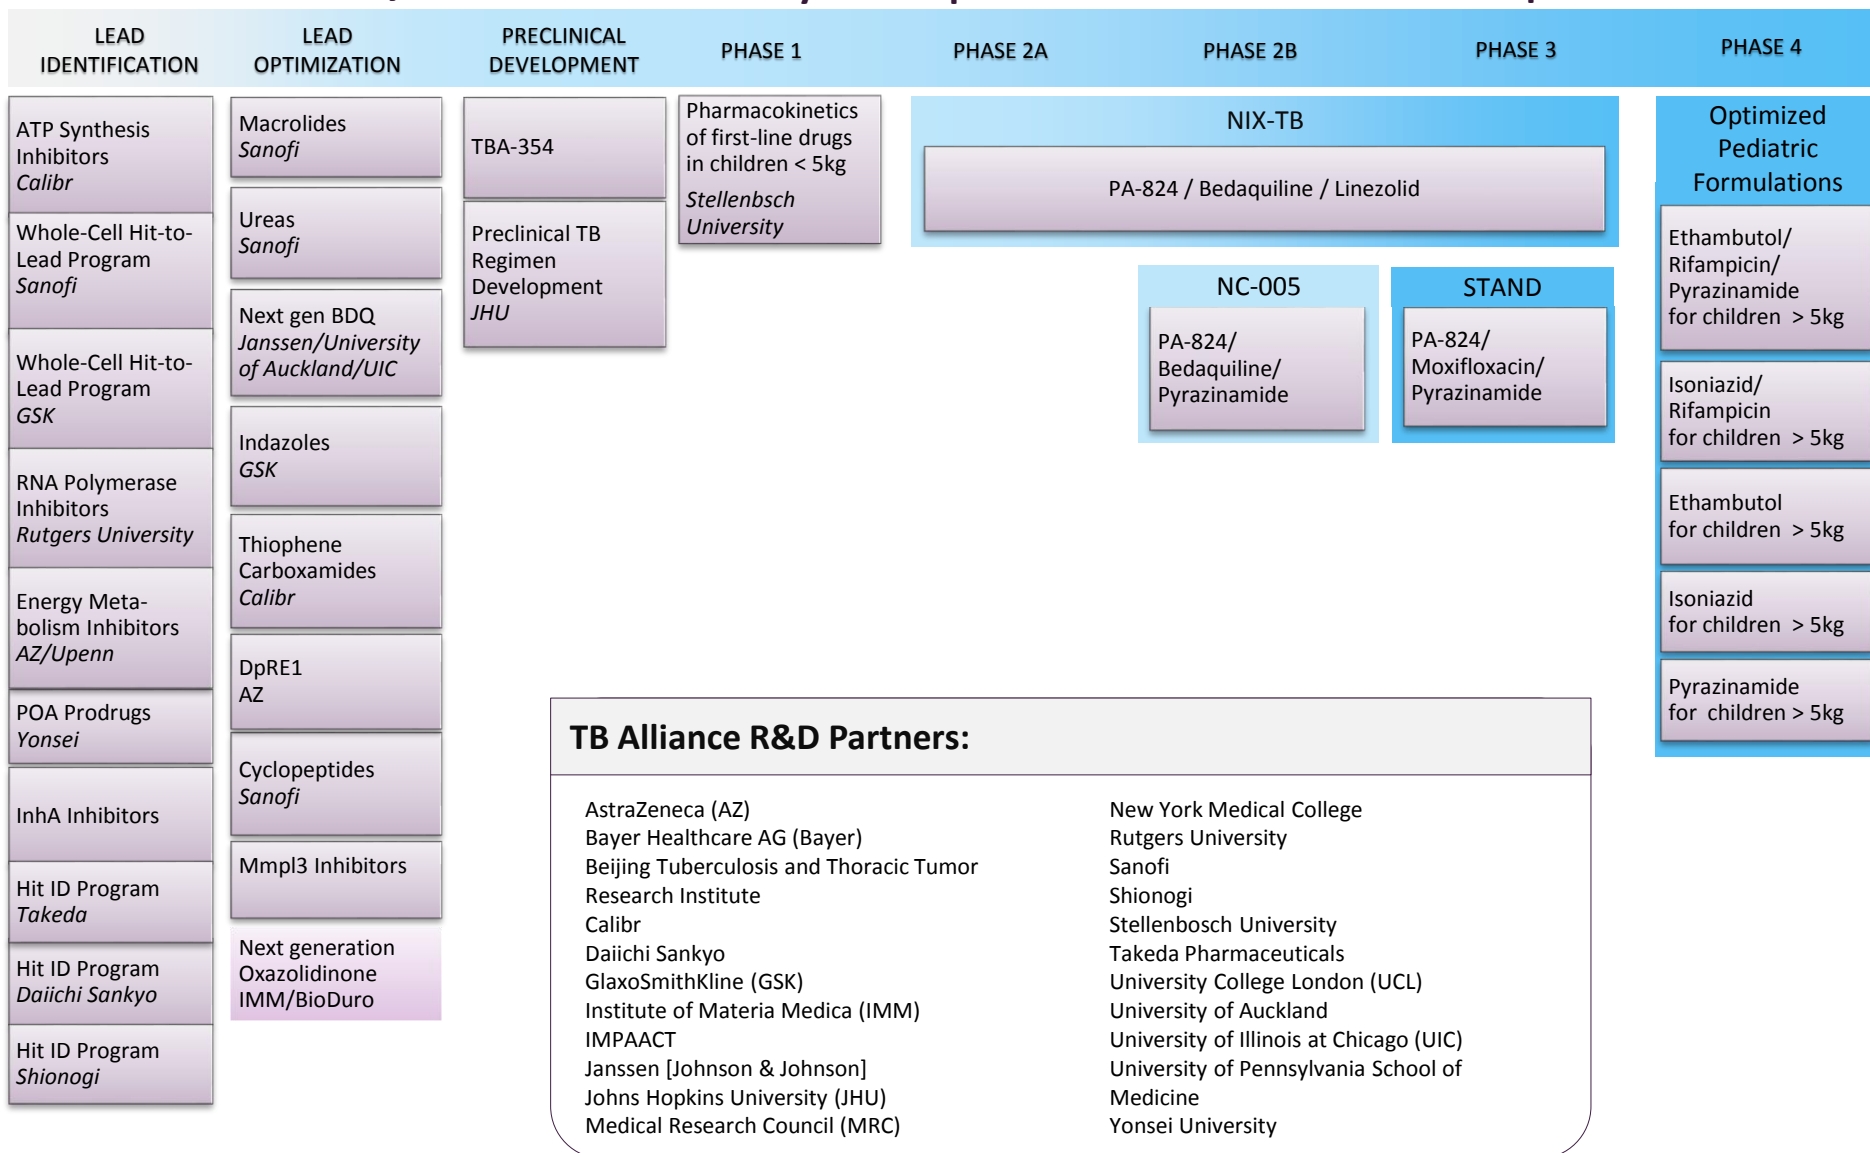 LEAD
IDENTIFICATION
LEAD
OPTIMIZATION
PRECLINICAL
DEVELOPMENT
PHASE 1
PHASE 2A
PHASE 2B
PHASE 3
PHASE 4
ATP Synthesis
Inhibitors
Calibr
Whole-Cell Hit-to-
Lead Program
Sanofi
Whole-Cell Hit-to-
Lead Program
GSK
RNA Polymerase
Inhibitors
Rutgers University
Energy Meta-
bolism Inhibitors
AZ/Upenn
POA Prodrugs
Yonsei
InhA Inhibitors
Hit ID Program
Takeda
Hit ID Program
Daiichi Sankyo
Hit ID Program
Shionogi
Macrolides
Sanofi
Ureas
Sanofi
Next gen BDQ
Janssen/University
of Auckland/UIC
Indazoles
GSK
Thiophene
Carboxamides
Calibr
DpRE1
AZ
Cyclopeptides
Sanofi
Mmpl3 Inhibitors
Next generation
Oxazolidinone
IMM/BioDuro
TBA-354
Preclinical TB
Regimen
Development
JHU
Pharmacokinetics
of first-line drugs
in children < 5kg
Stellenbsch
University
NIX-TB
PA-824 / Bedaquiline / Linezolid
NC-005
PA-824/
Bedaquiline/
Pyrazinamide
STAND
PA-824/
Moxifloxacin/
Pyrazinamide
Optimized
Pediatric
Formulations
Ethambutol/
Rifampicin/
Pyrazinamide
for children > 5kg
Isoniazid/
Rifampicin
for children > 5kg
Ethambutol
for children > 5kg
Isoniazid
for children > 5kg
Pyrazinamide
for children > 5kg
TB Alliance R&D Partners:
AstraZeneca (AZ)
Bayer Healthcare AG (Bayer)
Beijing Tuberculosis and Thoracic Tumor
Research Institute
Calibr
Daiichi Sankyo
GlaxoSmithKline (GSK)
Institute of Materia Medica (IMM)
IMPAACT
Janssen [Johnson & Johnson]
Johns Hopkins University (JHU)
Medical Research Council (MRC)
New York Medical College
Rutgers University
Sanofi
Shionogi
Stellenbosch University
Takeda Pharmaceuticals
University College London (UCL)
University of Auckland
University of Illinois at Chicago (UIC)
University of Pennsylvania School of
Medicine
Yonsei University